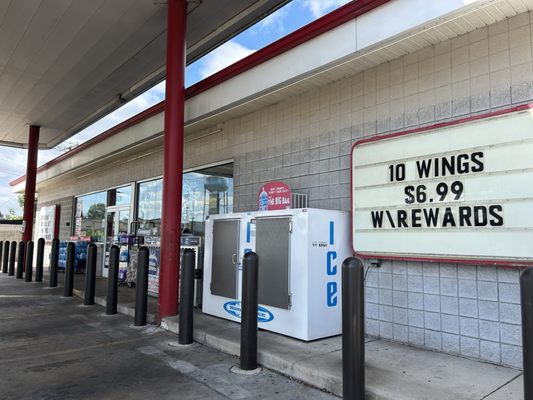 10 WINGS
$6.99
W\REWARDS
THE BIG BAG
Ice